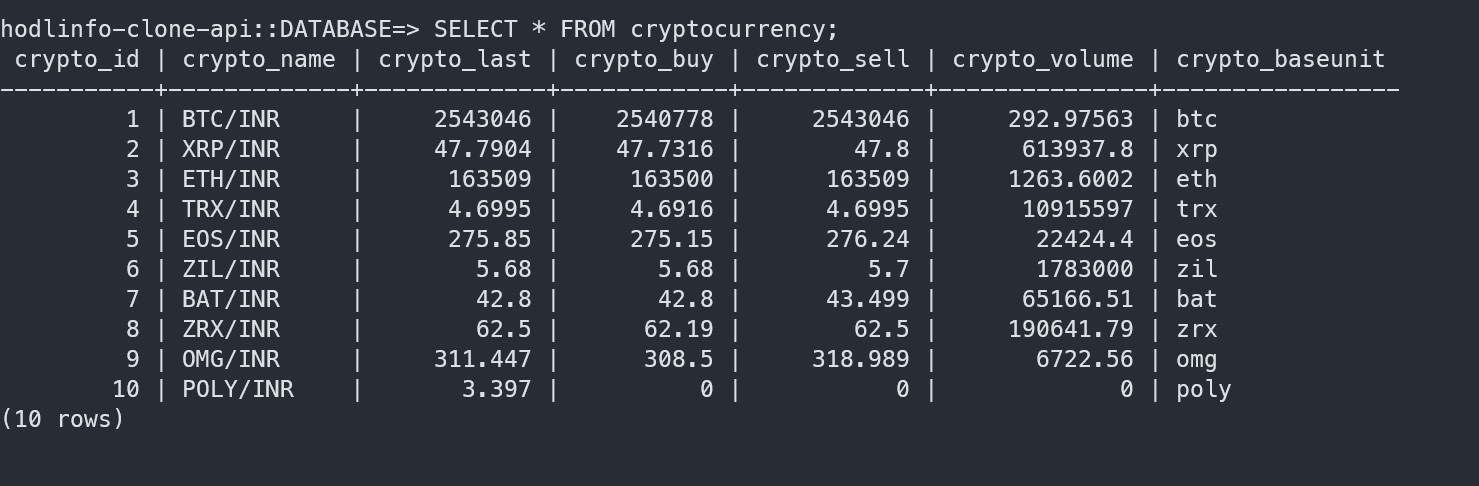 hodlinfo-clone-api::DATABASE=> SELECT * FROM cryptocurrency;
 crypto_id | crypto_name | crypto_last | crypto_buy | crypto_sell | crypto_volume | crypto_baseunit
-----------+-------------+-------------+------------+-------------+---------------+-----------------
         1 | BTC/INR     |     2543046 |    2540778 |     2543046 |     292.97563 | btc
         2 | XRP/INR     |     47.7904 |    47.7316 |        47.8 |      613937.8 | xrp
         3 | ETH/INR     |      163509 |     163500 |      163509 |     1263.6002 | eth
         4 | TRX/INR     |      4.6995 |     4.6916 |      4.6995 |      10915597 | trx
         5 | EOS/INR     |      275.85 |     275.15 |      276.24 |       22424.4 | eos
         6 | ZIL/INR     |        5.68 |       5.68 |         5.7 |       1783000 | zil
         7 | BAT/INR     |        42.8 |       42.8 |      43.499 |      65166.51 | bat
         8 | ZRX/INR     |        62.5 |      62.19 |        62.5 |     190641.79 | zrx
         9 | OMG/INR     |     311.447 |      308.5 |     318.989 |       6722.56 | omg
        10 | POLY/INR    |       3.397 |          0 |           0 |             0 | poly
(10 rows)